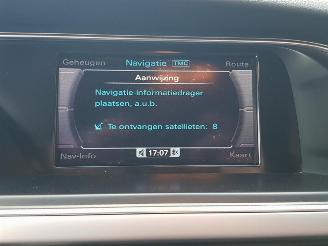 Geheugen Navigatie TMC Route
Aanwijzing
Navigatie-informatiedrager
plaatsen, a.u.b.
Te ontvangen satellieten: 8
Nav-Info 17:07 Kaart